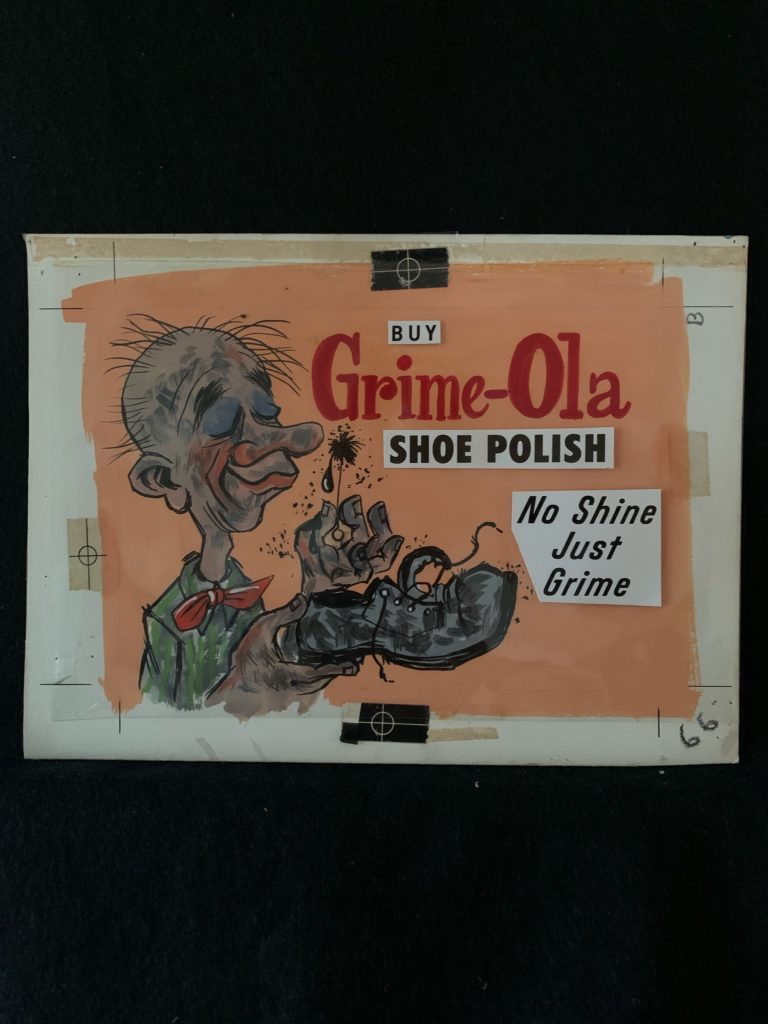 B
BUY
Grime-Ola
SHOE POLISH
No Shine
Just
Grime
66